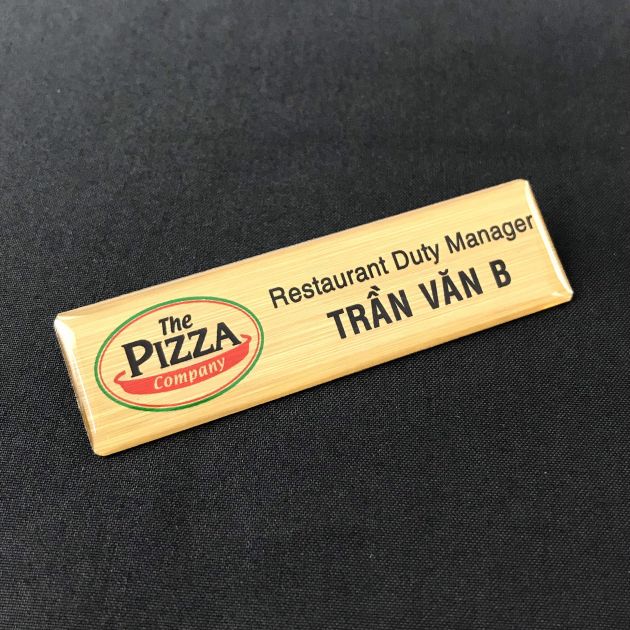 The
PIZZA
Company
Restaurant Duty Manager
TRẦN VĂN B